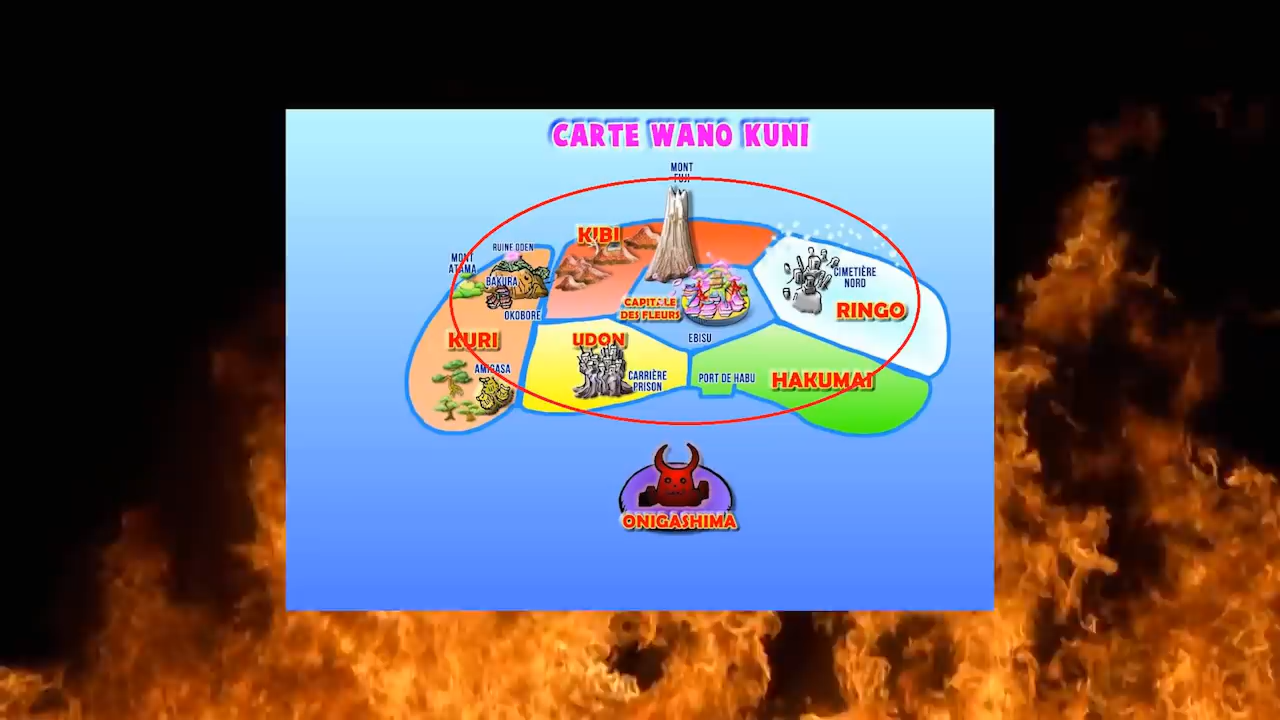 CARTE WANO KUNI
MONT
FUJI
KIBI
RUINE ODEN
MONT
ATAMA
BAKURA
OKOBORE
CIMETIÈRE
NORD
RINGO
CAPITALE
DES FLEURS
EBISU
KURI
UDON
AMIGASA
CARRIÈRE
PRISON
PORT DE HABU
HAKUMAI
ONIGASHIMA